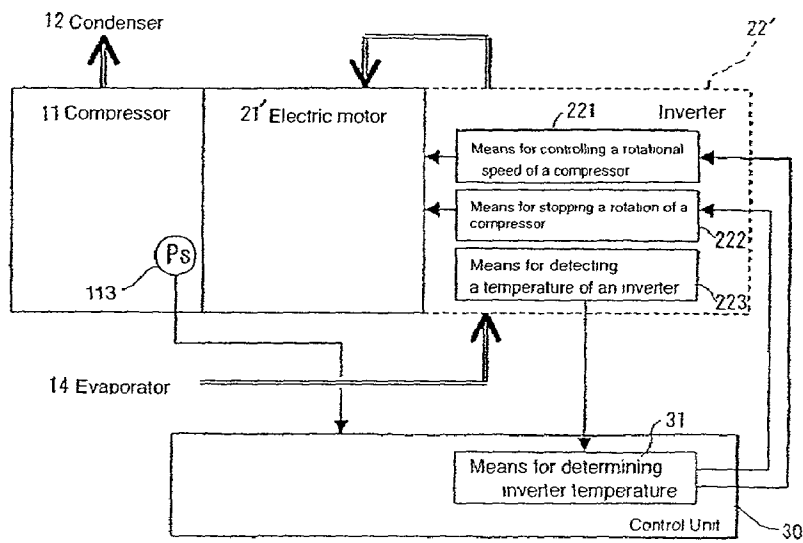 12 Condenser
22'
11 Compressor
21' Electric motor
Inverter
221
Means for controlling a rotational
speed of a compressor
Means for stopping a rotation of a
compressor
222
Means for detecting
a temperature of an inverter
223
Ps
113
14 Evaporator
31
Means for determining
inverter temperature
Control Unit
30